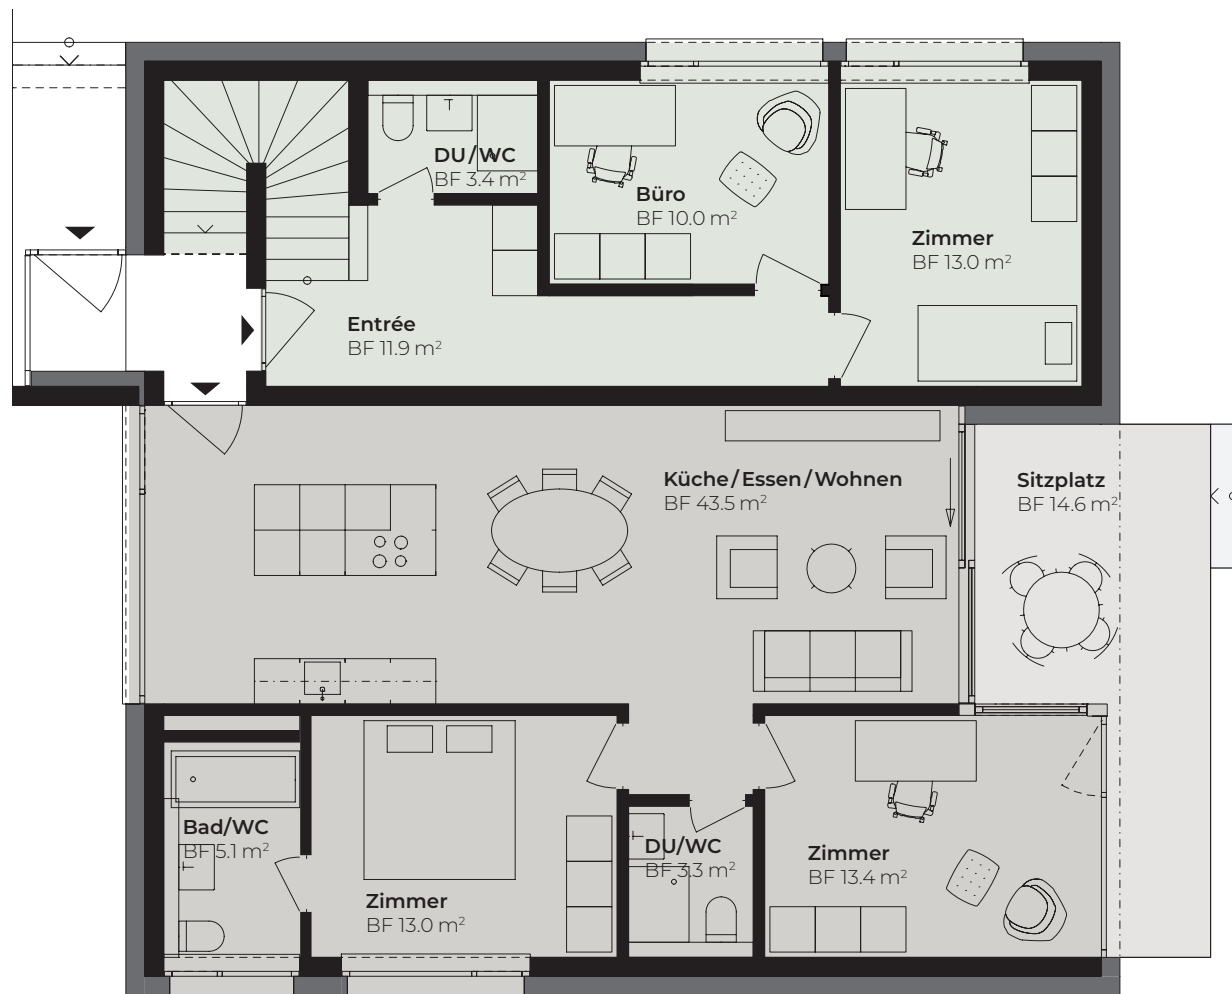 DU/WC
BF 3.4 m²
Büro
BF 10.0 m²
Zimmer
BF 13.0 m²
Entrée
BF 11.9 m²
Küche/Essen/Wohnen
BF 43.5 m²
Sitzplatz
BF 14.6 m²
Bad/WC
BF 5.1 m²
Zimmer
BF 13.0 m²
DU/WC
BF 3.3 m²
Zimmer
BF 13.4 m²